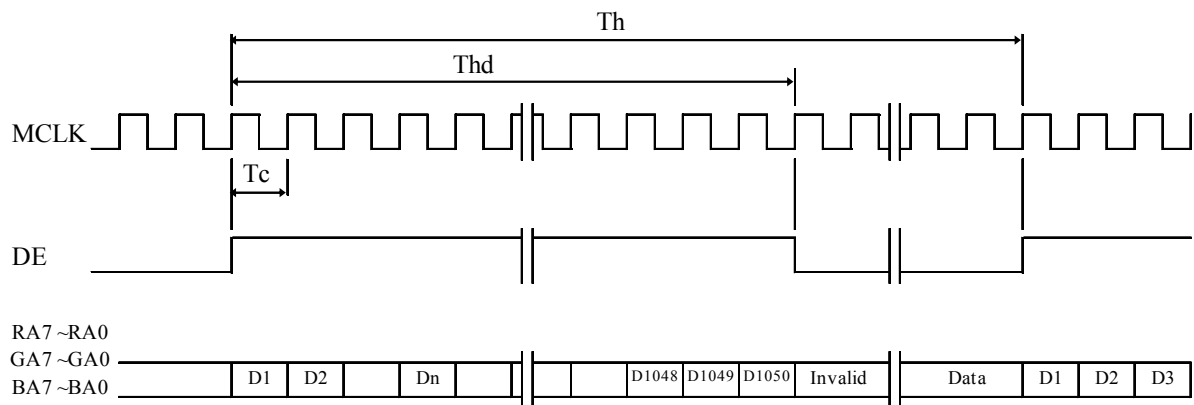 Th
Thd
MCLK
Tc
DE
RA7 ~RA0
GA7 ~GA0
BA7 ~BA0
D1 D2 Dn D1048 D1049 D1050 Invalid Data D1 D2 D3